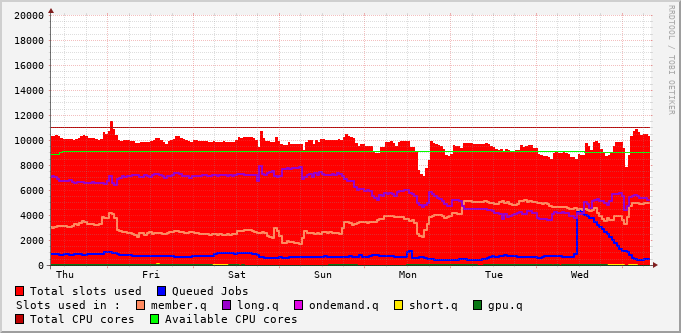 20000
18000
16000
14000
12000
10000
8000
6000
4000
2000
0
Thu Fri Sat Sun Mon Tue Wed
RRDTOOL / TOBI OETIKER
Total slots used Queued Jobs
Slots used in : member.q long.q ondemand.q short.q gpu.q
Total CPU cores Available CPU cores